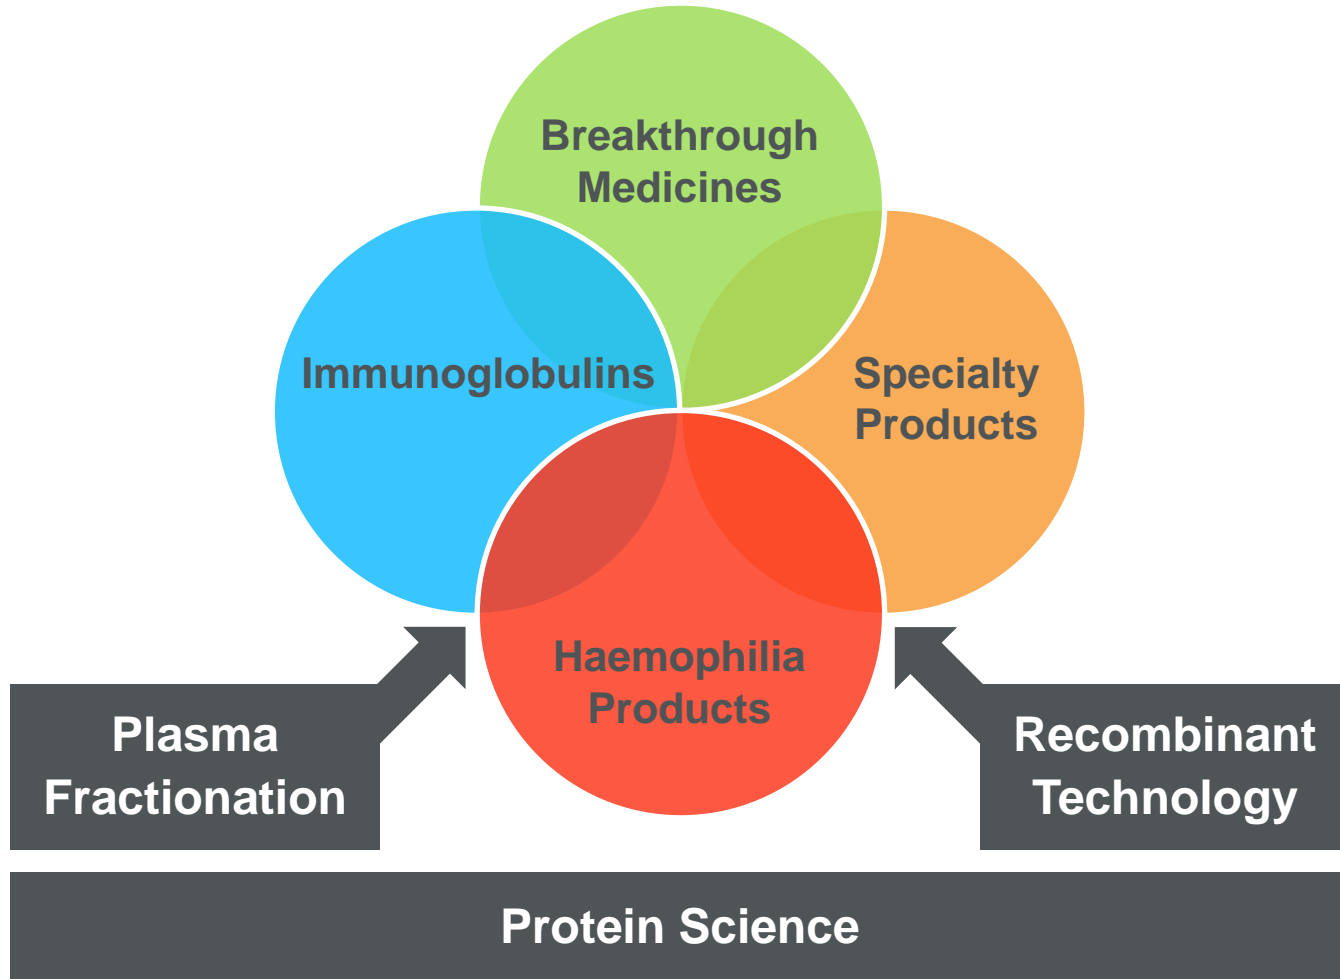 Breakthrough
Medicines
Immunoglobulins
Specialty
Products
Haemophilia
Products
Plasma
Fractionation
Recombinant
Technology
Protein Science